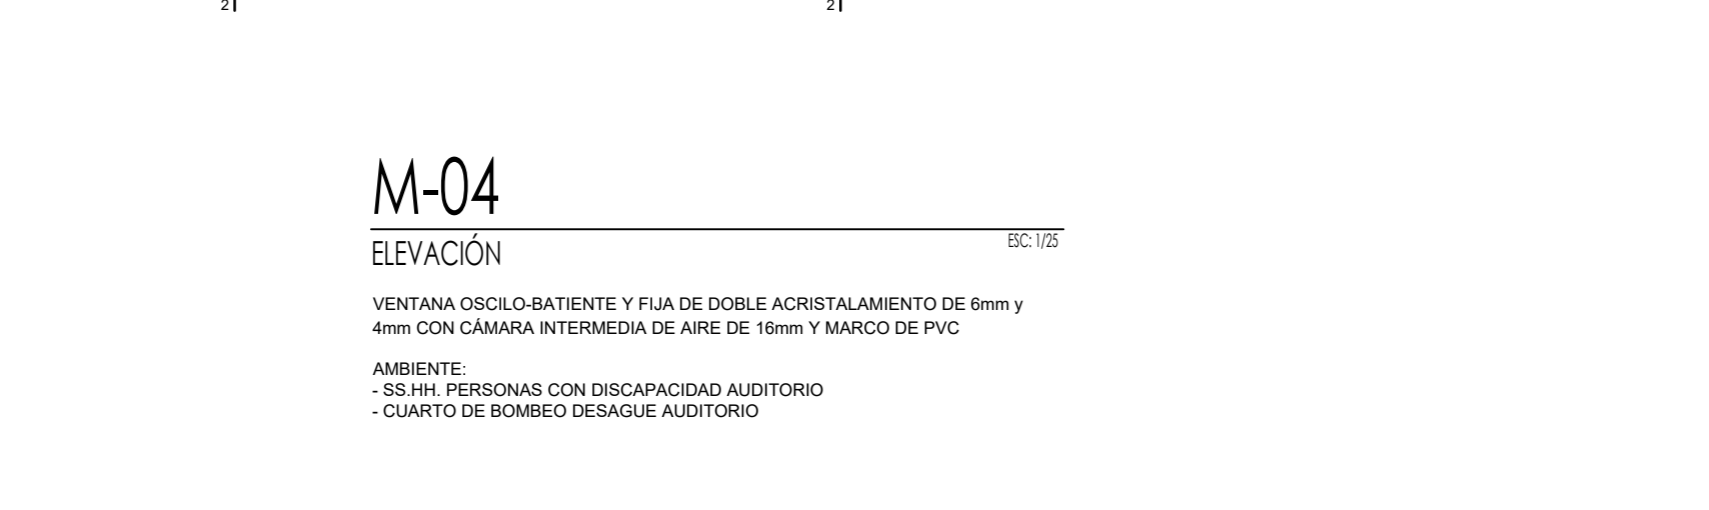 2 2
M-04
ELEVACIÓN
ESC: 1/25
VENTANA OSCILO-BATIENTE Y FIJA DE DOBLE ACRISTALAMIENTO DE 6mm y
4mm CON CÁMARA INTERMEDIA DE AIRE DE 16mm Y MARCO DE PVC
AMBIENTE:
- SS.HH. PERSONAS CON DISCAPACIDAD AUDITORIO
- CUARTO DE BOMBEO DESAGUE AUDITORIO